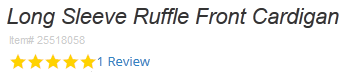 Long Sleeve Ruffle Front Cardigan
Item# 25518058
1 Review